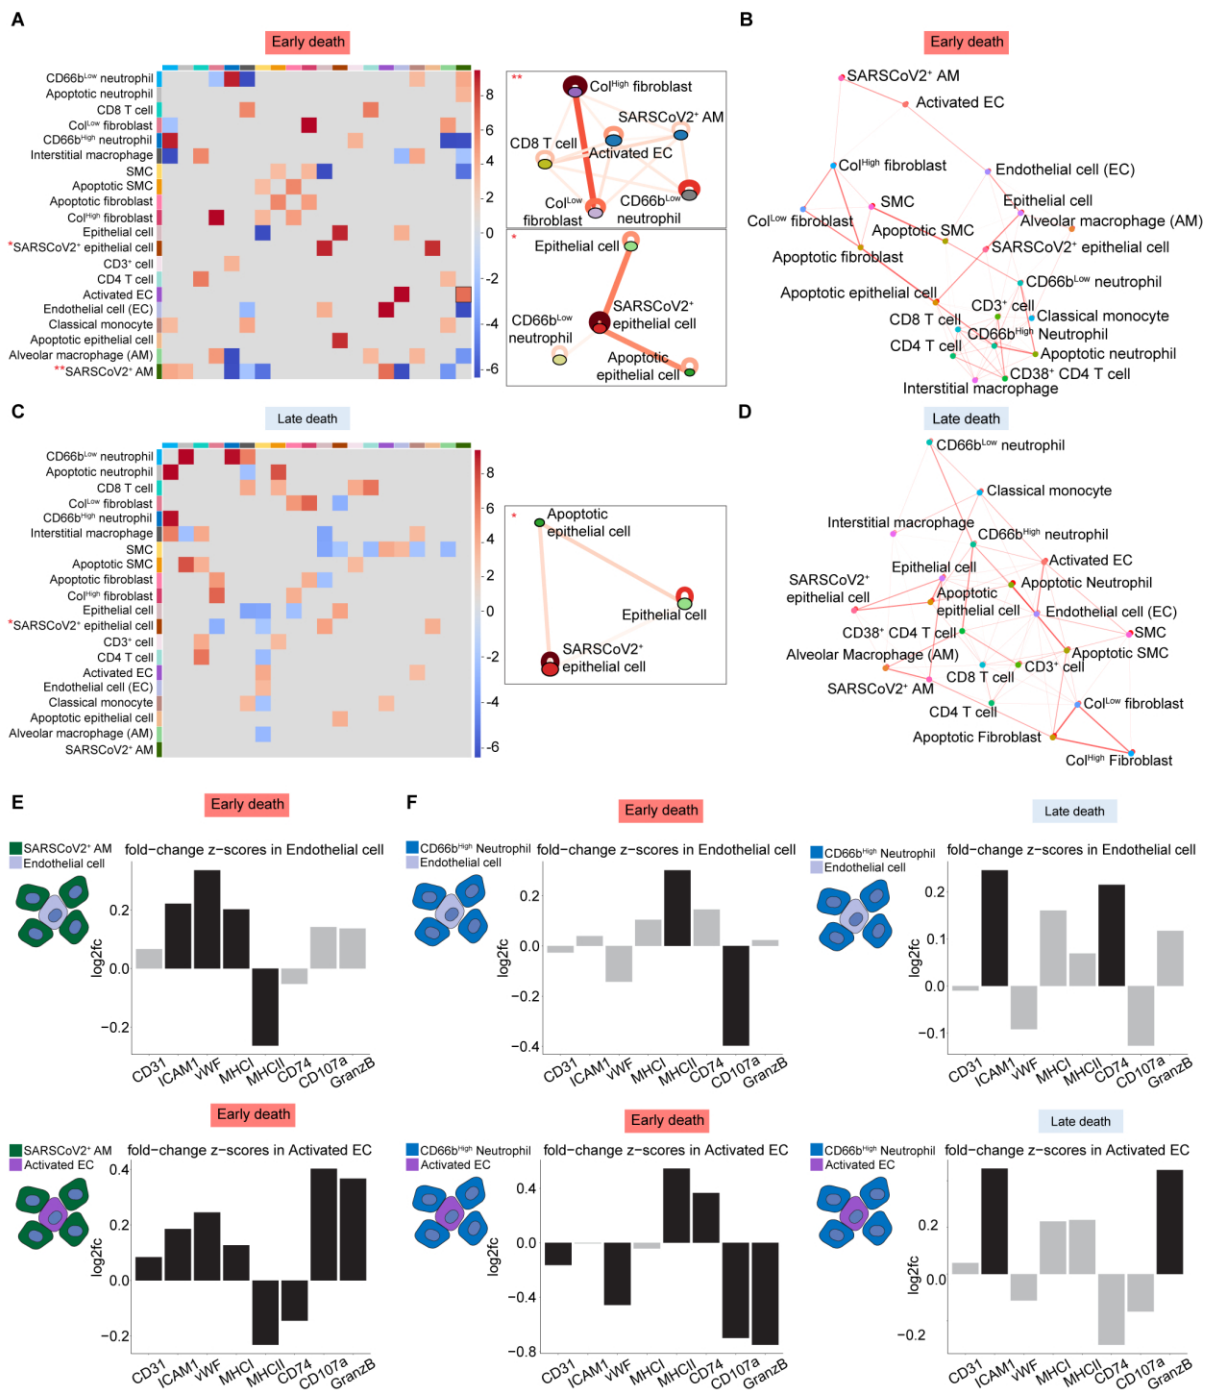 A
Early death
CD66bLow neutrophil
Apoptotic neutrophil
CD8 T cell
ColLow fibroblast
CD66bHigh neutrophil
Interstitial macrophage
SMC
Apoptotic SMC
Apoptotic fibroblast
ColHigh fibroblast
Epithelial cell
*SARSCoV2+ epithelial cell
CD3+ cell
CD4 T cell
Activated EC
Endothelial cell (EC)
Classical monocyte
Apoptotic epithelial cell
Alveolar macrophage (AM)
**SARSCoV2+ AM
8
6
4
2
0
-2
-4
-6
**
ColHigh fibroblast
SARSCoV2+ AM
CD8 T cell
Activated EC
ColLow
fibroblast
CD66bLow
neutrophil
*
Epithelial cell
SARSCoV2+
epithelial cell
CD66bLow
neutrophil
Apoptotic
epithelial cell
B
Early death
SARSCoV2+ AM
Activated EC
ColHigh fibroblast
Endothelial cell (EC)
Epithelial cell
SMC
Alveolar macrophage (AM)
ColLow fibroblast
Apoptotic SMC
SARSCoV2+ epithelial cell
Apoptotic fibroblast
CD66bLow neutrophil
Apoptotic epithelial cell
CD3+ cell
Classical monocyte
CD8 T cell
CD66bHigh Neutrophil
CD4 T cell
Apoptotic neutrophil
CD38+ CD4 T cell
Interstitial macrophage
C
Late death
CD66bLow neutrophil
Apoptotic neutrophil
CD8 T cell
ColLow fibroblast
CD66bHigh neutrophil
Interstitial macrophage
SMC
Apoptotic SMC
Apoptotic fibroblast
ColHigh fibroblast
Epithelial cell
*SARSCoV2+ epithelial cell
CD3+ cell
CD4 T cell
Activated EC
Endothelial cell (EC)
Classical monocyte
Apoptotic epithelial cell
Alveolar macrophage (AM)
SARSCoV2+ AM
8
6
4
2
0
-2
-4
-6
*
Apoptotic
epithelial cell
Epithelial cell
SARSCoV2+
epithelial cell
D
Late death
CD66bLow neutrophil
Classical monocyte
Interstitial macrophage
CD66bHigh neutrophil
Activated EC
Epithelial cell
SARSCoV2+
epithelial cell
Apoptotic Neutrophil
Apoptotic
epithelial cell
Endothelial cell (EC)
CD38+ CD4 T cell
SMC
Alveolar Macrophage (AM)
Apoptotic SMC
CD8 T cell
CD3+ cell
SARSCoV2+ AM
CD4 T cell
ColLow fibroblast
Apoptotic Fibroblast
ColHigh Fibroblast
E
Early death
SARSCoV2+ AM
Endothelial cell
fold−change z−scores in Endothelial cell
log2fc
0.2
0.0
−0.2
CD31
ICAM1
vWF
MHCI
MHCII
CD74
CD107a
GranzB
Early death
SARSCoV2+ AM
Activated EC
fold−change z−scores in Activated EC
log2fc
0.4
0.2
0.0
−0.2
CD31
ICAM1
vWF
MHCI
MHCII
CD74
CD107a
GranzB
F
Early death
CD66bHigh Neutrophil
Endothelial cell
fold−change z−scores in Endothelial cell
log2fc
0.2
0.0
−0.2
−0.4
CD31
ICAM1
vWF
MHCI
MHCII
CD74
CD107a
GranzB
Late death
CD66bHigh Neutrophil
Endothelial cell
fold−change z−scores in Endothelial cell
log2fc
0.2
0.1
0.0
−0.1
CD31
ICAM1
vWF
MHCI
MHCII
CD74
CD107a
GranzB
Early death
CD66bHigh Neutrophil
Activated EC
fold−change z−scores in Activated EC
log2fc
0.4
0.0
−0.4
−0.8
CD31
ICAM1
vWF
MHCI
MHCII
CD74
CD107a
GranzB
Late death
CD66bHigh Neutrophil
Activated EC
fold−change z−scores in Activated EC
log2fc
0.2
0.0
−0.2
CD31
ICAM1
vWF
MHCI
MHCII
CD74
CD107a
GranzB